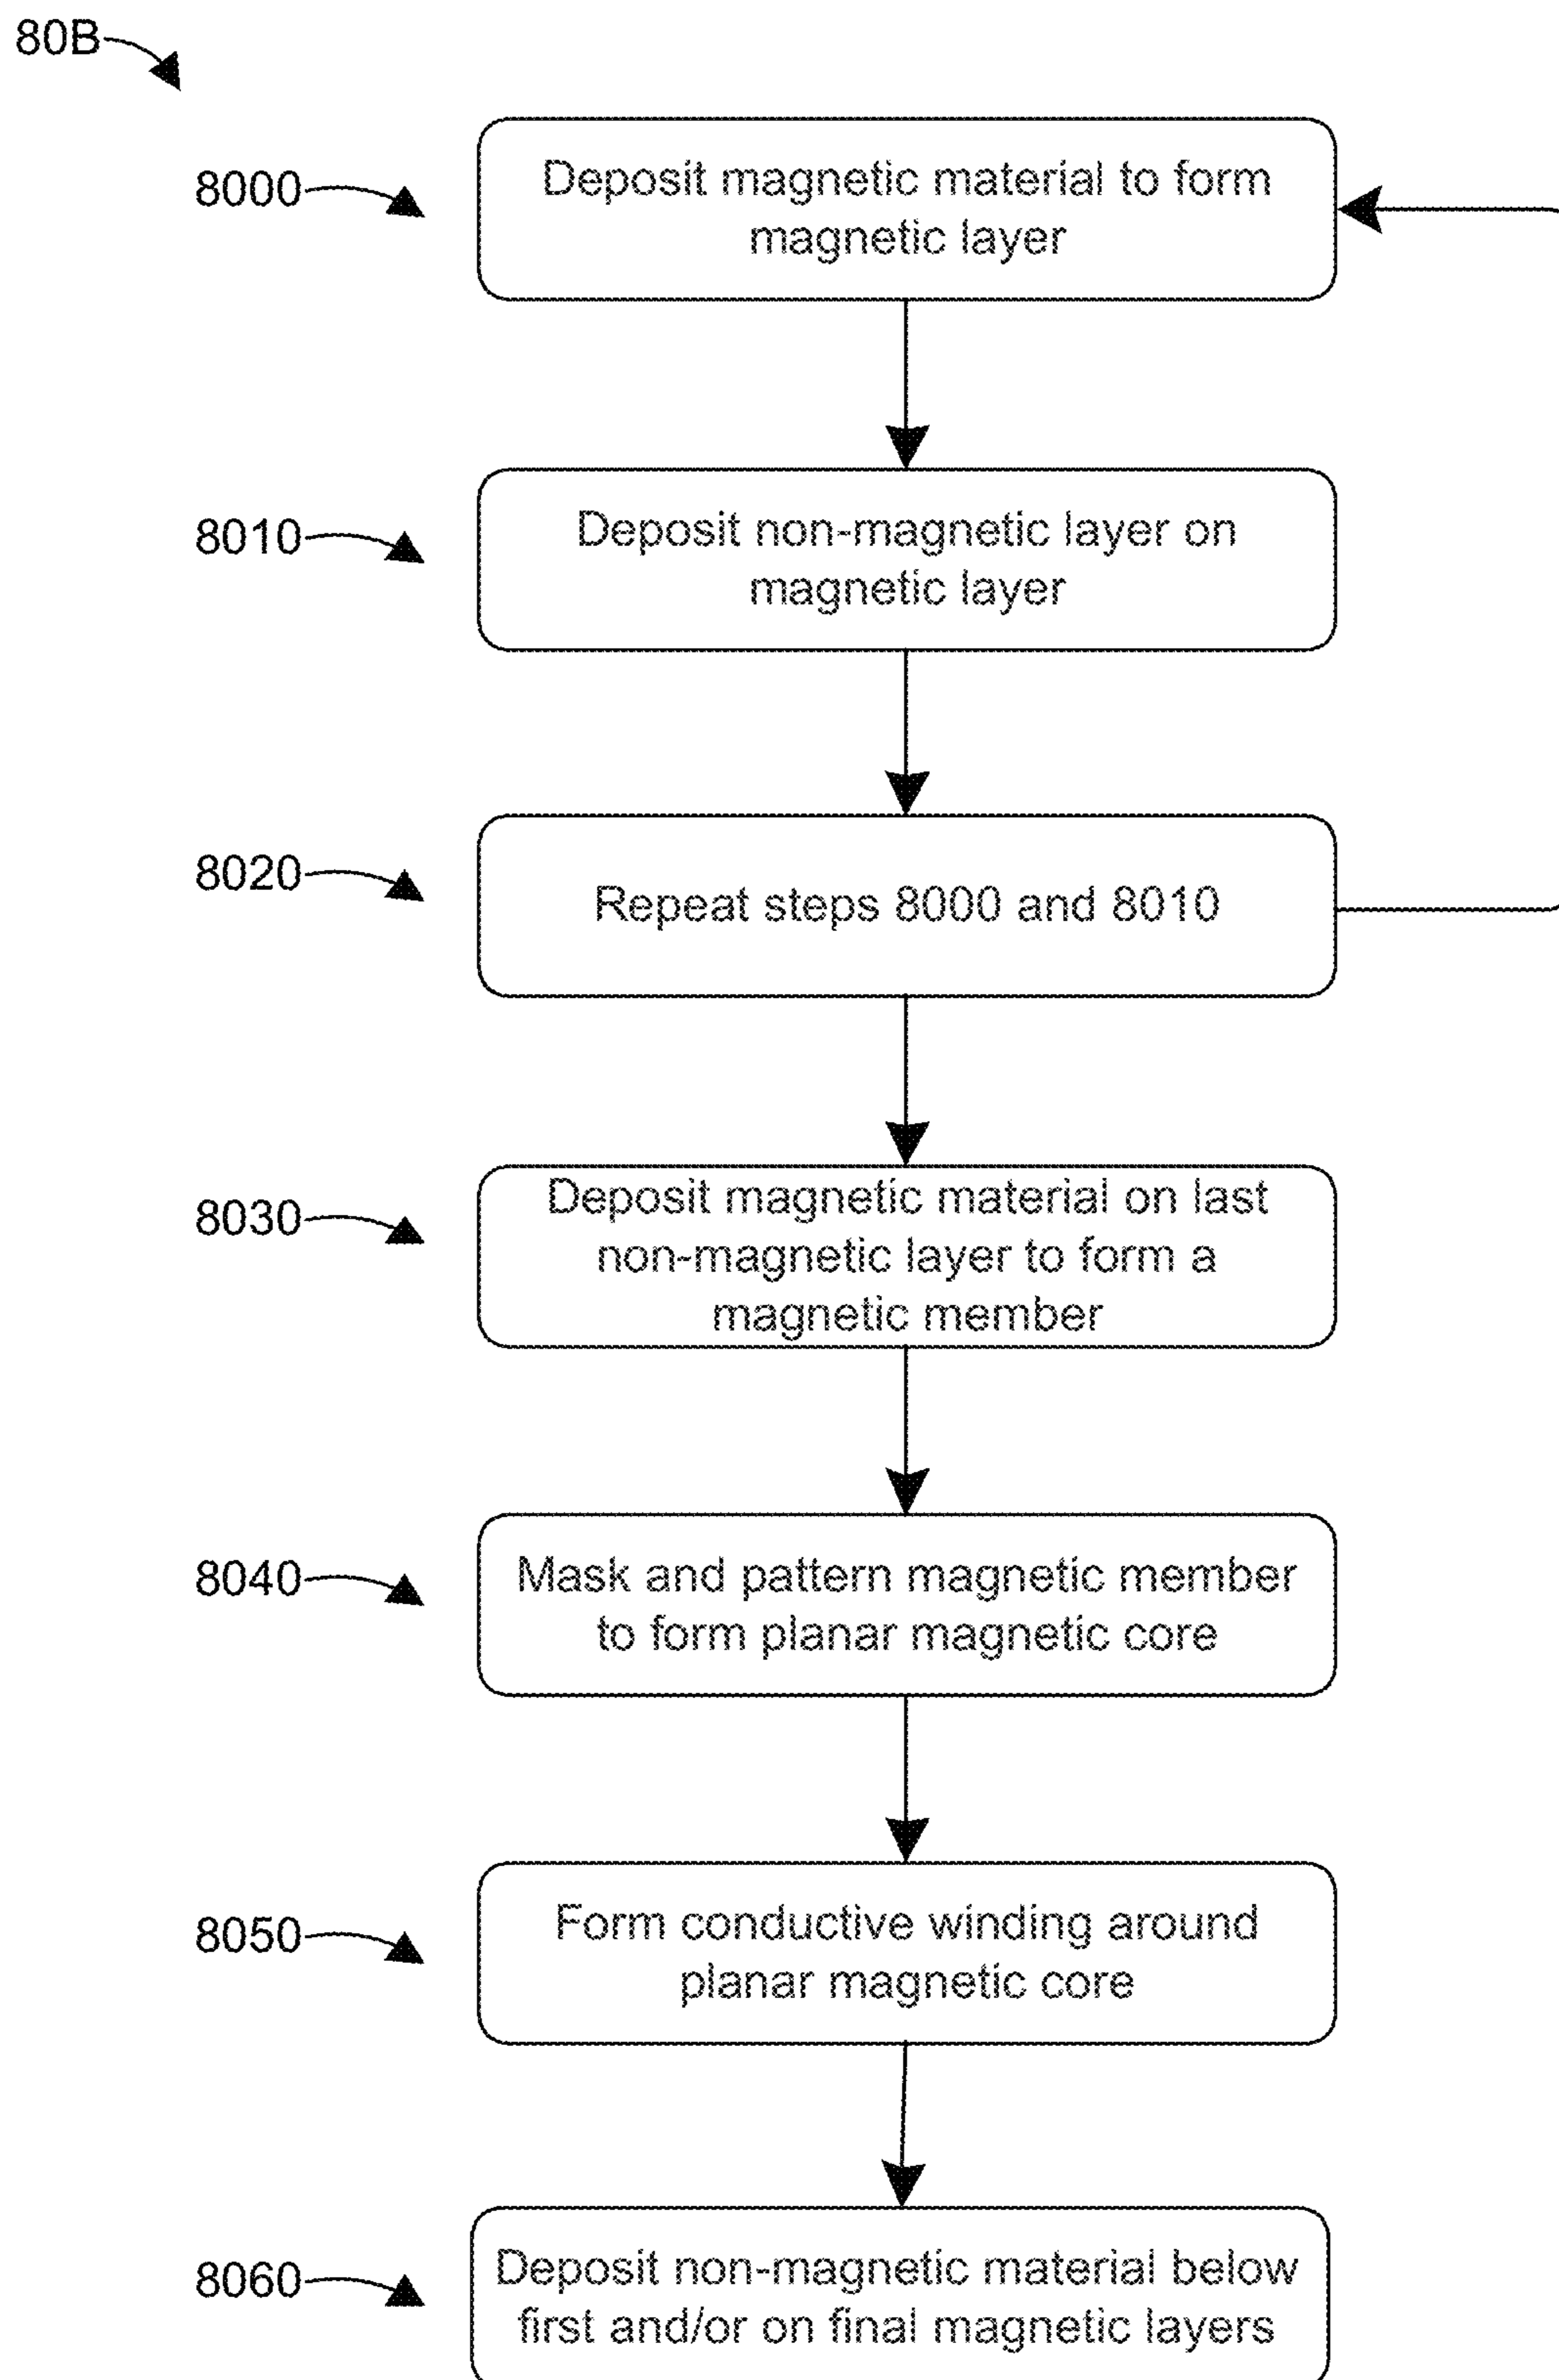 80B
8000
Deposit magnetic material to form
magnetic layer
8010
Deposit non-magnetic layer on
magnetic layer
8020
Repeat steps 8000 and 8010
8030
Deposit magnetic material on last
non-magnetic layer to form a
magnetic member
8040
Mask and pattern magnetic member
to form planar magnetic core
8050
Form conductive winding around
planar magnetic core
8060
Deposit non-magnetic material below
first and/or on final magnetic layers